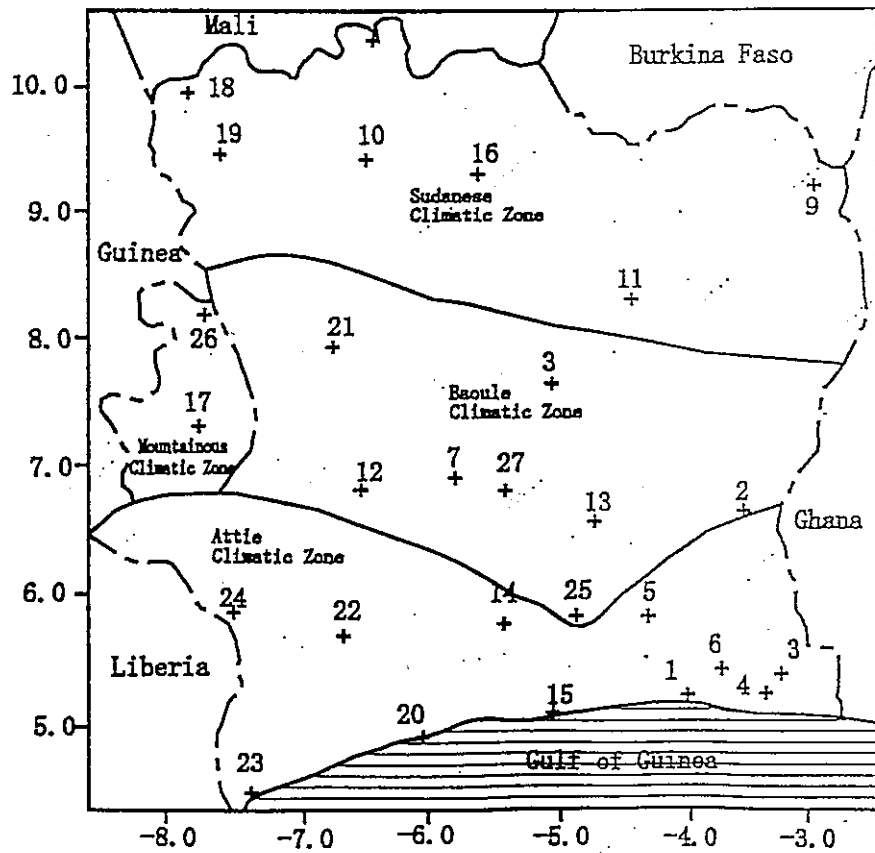 Mali
Burkina Faso
10.0
18
19
10
16
Sudanese
Climatic Zone
9
9.0
Guinea
11
26
21
8.0
3
Baoule
Climatic Zone
17
Mountainous
Climatic Zone
7.0
12
7
27
13
2
Ghana
Attie
Climatic Zone
6.0
24
22
14
25
5
6
3
Liberia
1
4
15
5.0
20
Gulf of Guinea
23
-8.0
-7.0
-6.0
-5.0
-4.0
-3.0